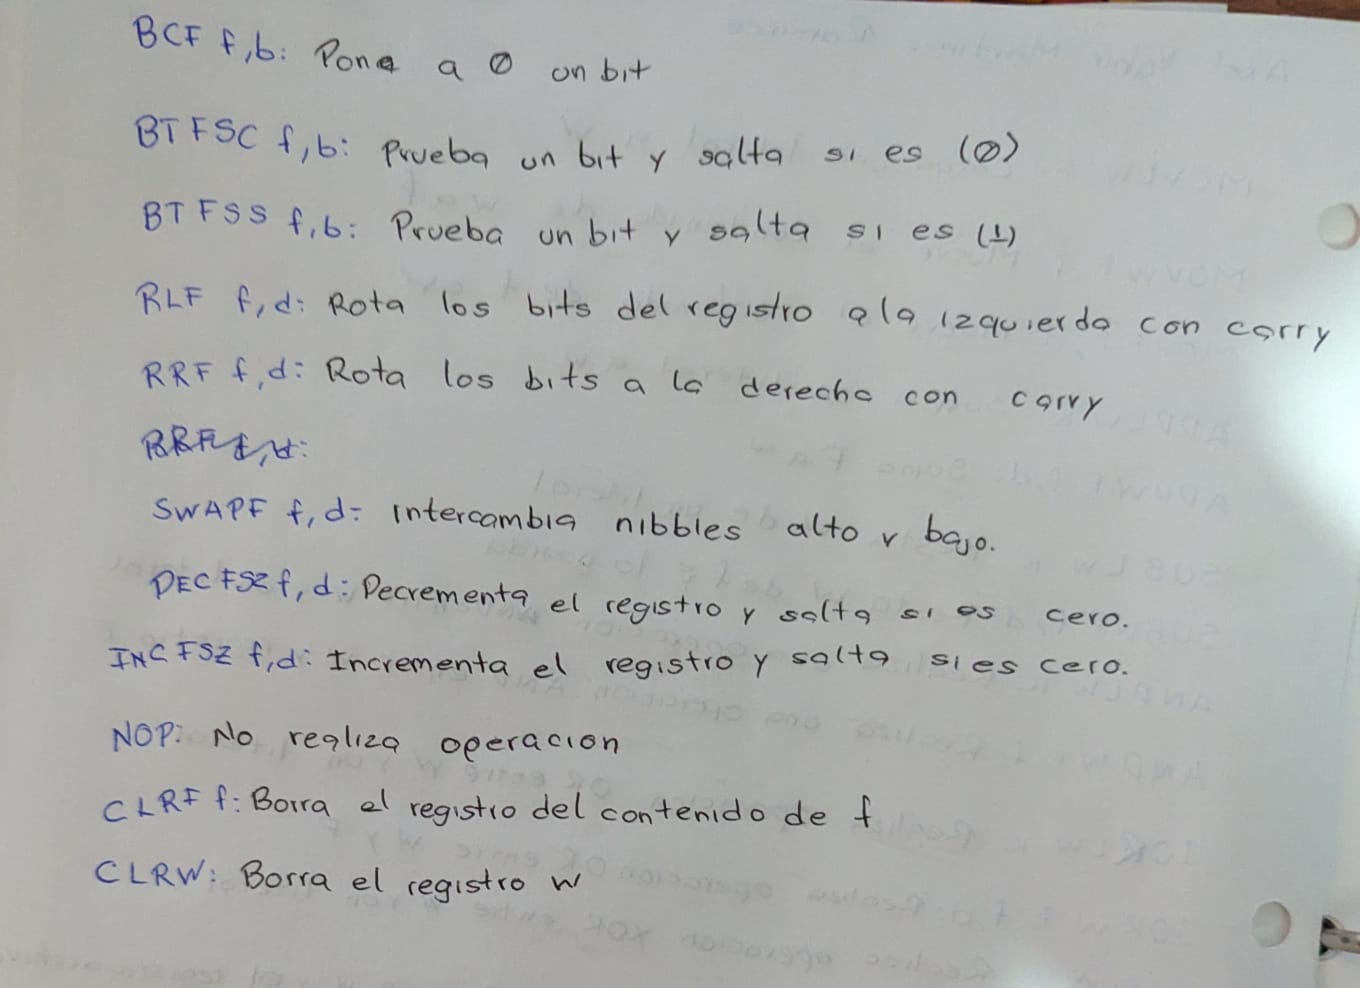 BCF f,b: Pone a 0 un bit
BTFSC f,b: Prueba un bit y salta si es (0)
BTFSS f,b: Prueba un bit y salta si es (1)
RLF f,d: Rota los bits del registro a la izquierda con carry
RRF f,d: Rota los bits a la derecha con carry
SWAPF f,d: intercambia nibbles alto y bajo.
DECFSZ f,d: Decrementa el registro y salta si es cero.
INCFSZ f,d: Incrementa el registro y salta si es cero.
NOP: No realiza operacion
CLRF f: Borra el registro del contenido de f
CLRW: Borra el registro W